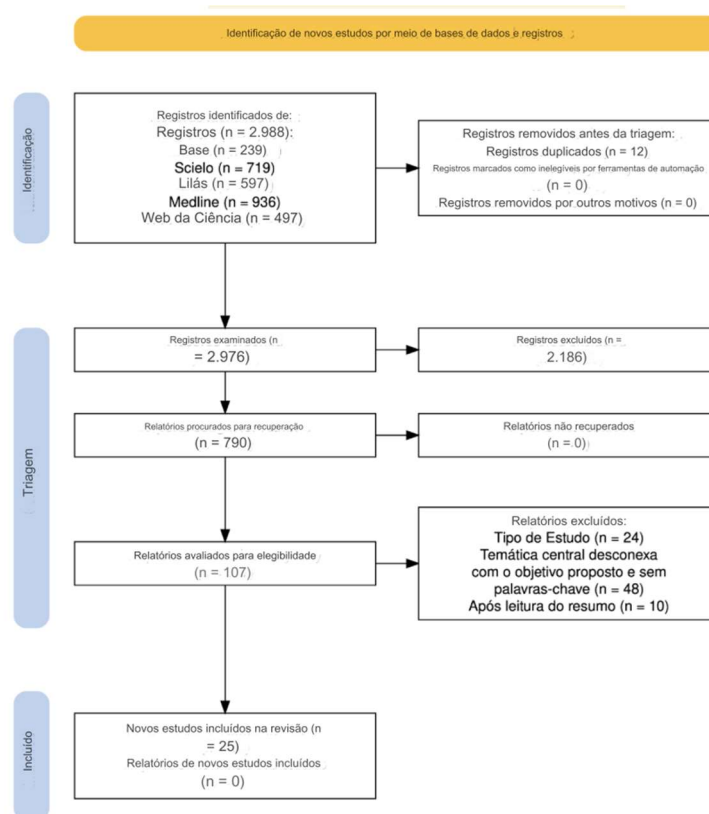 Identificação de novos estudos por meio de bases de dados e registros
Identificação
Registros identificados de:
Registros (n = 2.988):
Base (n = 239)
Scielo (n = 719)
Lilás (n = 597)
Medline (n = 936)
Web da Ciência (n = 497)
Registros removidos antes da triagem:
Registros duplicados (n = 12)
Registros marcados como inelegíveis por ferramentas de automação
(n = 0)
Registros removidos por outros motivos (n = 0)
Triagem
Registros examinados (n
= 2.976)
Registros excluídos (n =
2.186)
Relatórios procurados para recuperação
(n = 790)
Relatórios não recuperados
(n = 0)
Relatórios avaliados para elegibilidade
(n = 107)
Relatórios excluídos:
Tipo de Estudo (n = 24)
Temática central desconexa
com o objetivo proposto e sem
palavras-chave (n = 48)
Após leitura do resumo (n = 10)
Incluído
Novos estudos incluídos na revisão (n
= 25)
Relatórios de novos estudos incluídos
(n = 0)